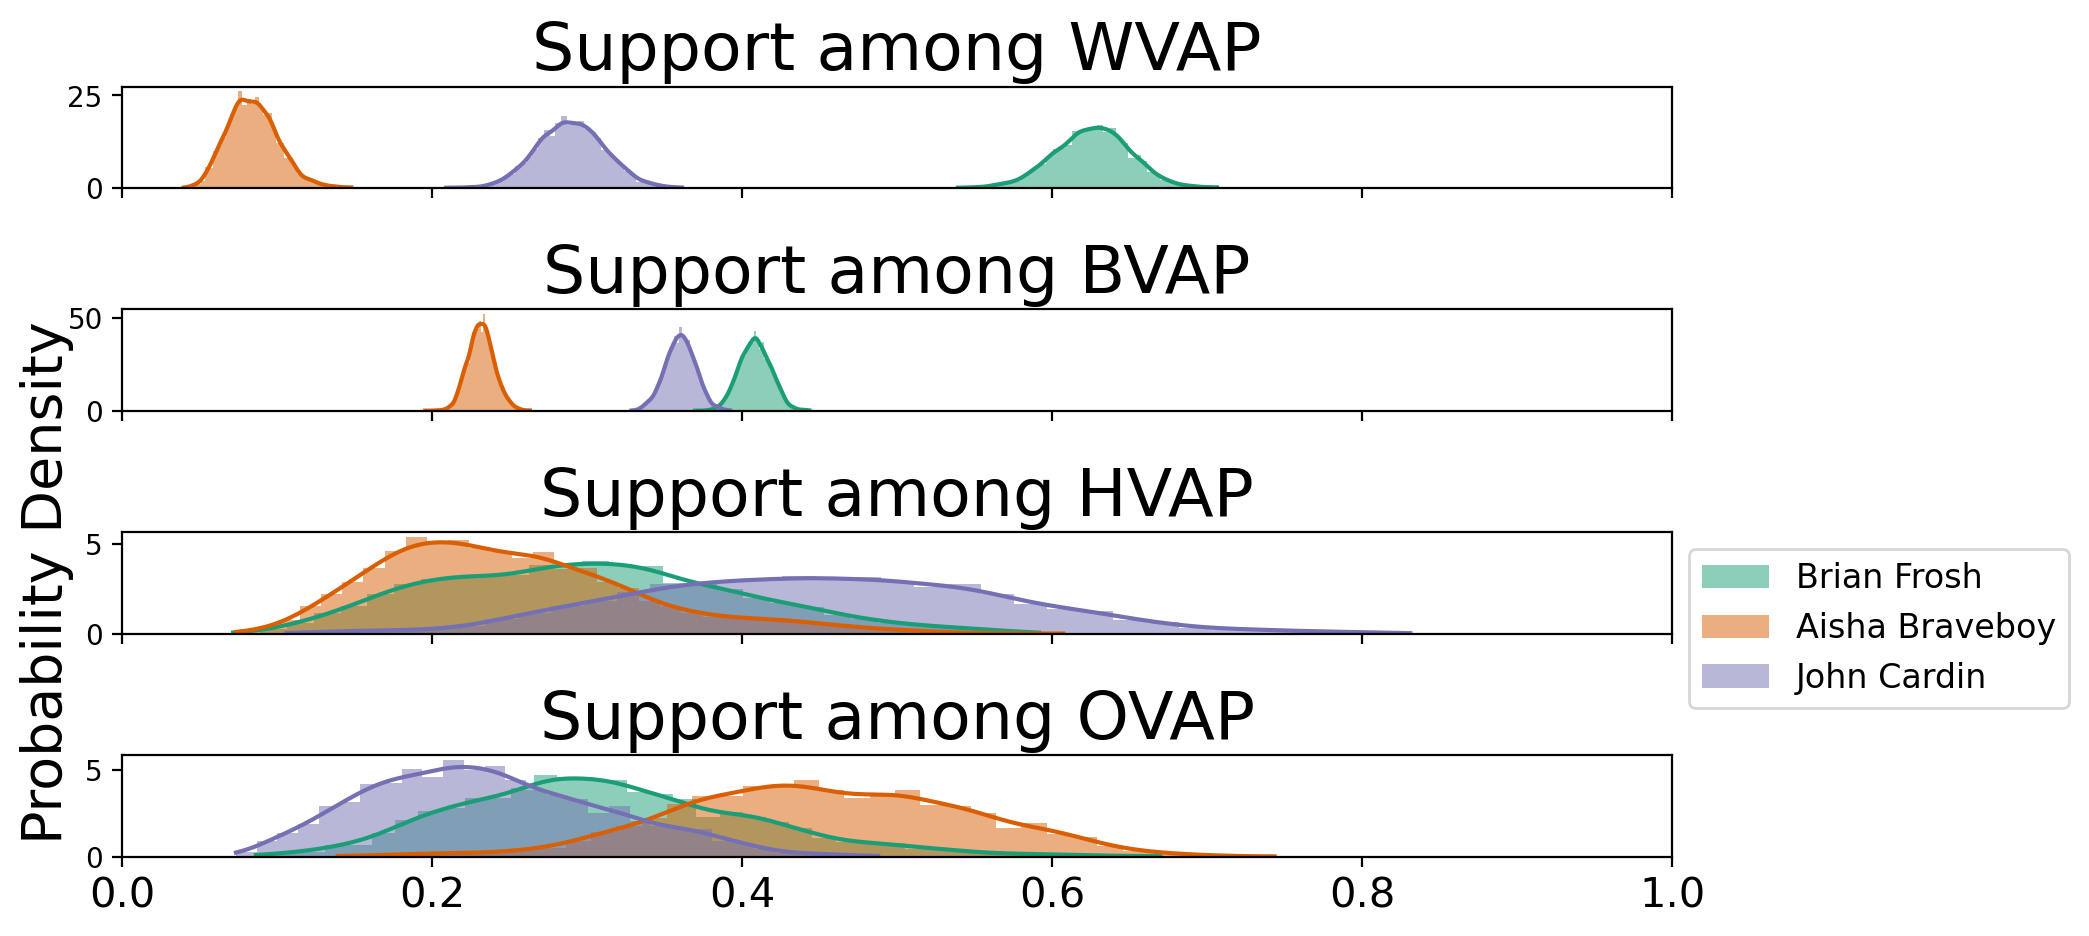 Support among WVAP
25
0
Support among BVAP
50
0
Support among HVAP
5
0
Support among OVAP
5
0
0.0 0.2 0.4 0.6 0.8 1.0
Probability Density
Brian Frosh
Aisha Braveboy
John Cardin